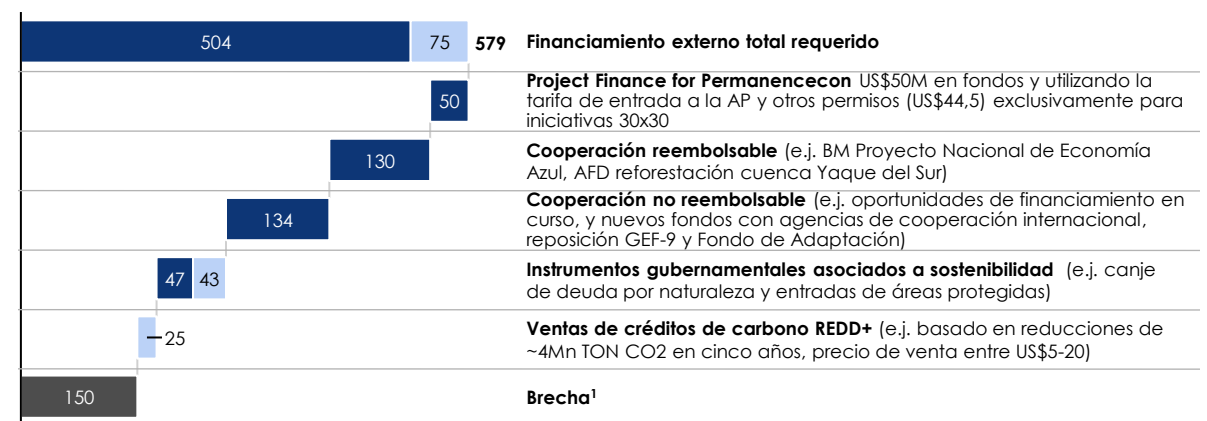 504 75 579 Financiamiento externo total requerido
Project Finance for Permanencecon US$50M en fondos y utilizando la
50 tarifa de entrada a la AP y otros permisos (US$44,5) exclusivamente para
iniciativas 30x30
130 Cooperación reembolsable (e.j. BM Proyecto Nacional de Economía
Azul, AFD reforestación cuenca Yaque del Sur)
Cooperación no reembolsable (e.j. oportunidades de financiamiento en
134 curso, y nuevos fondos con agencias de cooperación internacional,
reposición GEF-9 y Fondo de Adaptación)
47 43 Instrumentos gubernamentales asociados a sostenibilidad (e.j. canje
de deuda por naturaleza y entradas de áreas protegidas)
25 Ventas de créditos de carbono REDD+ (e.j. basado en reducciones de
~4Mn TON CO2 en cinco años, precio de venta entre US$5-20)
150 Brecha¹